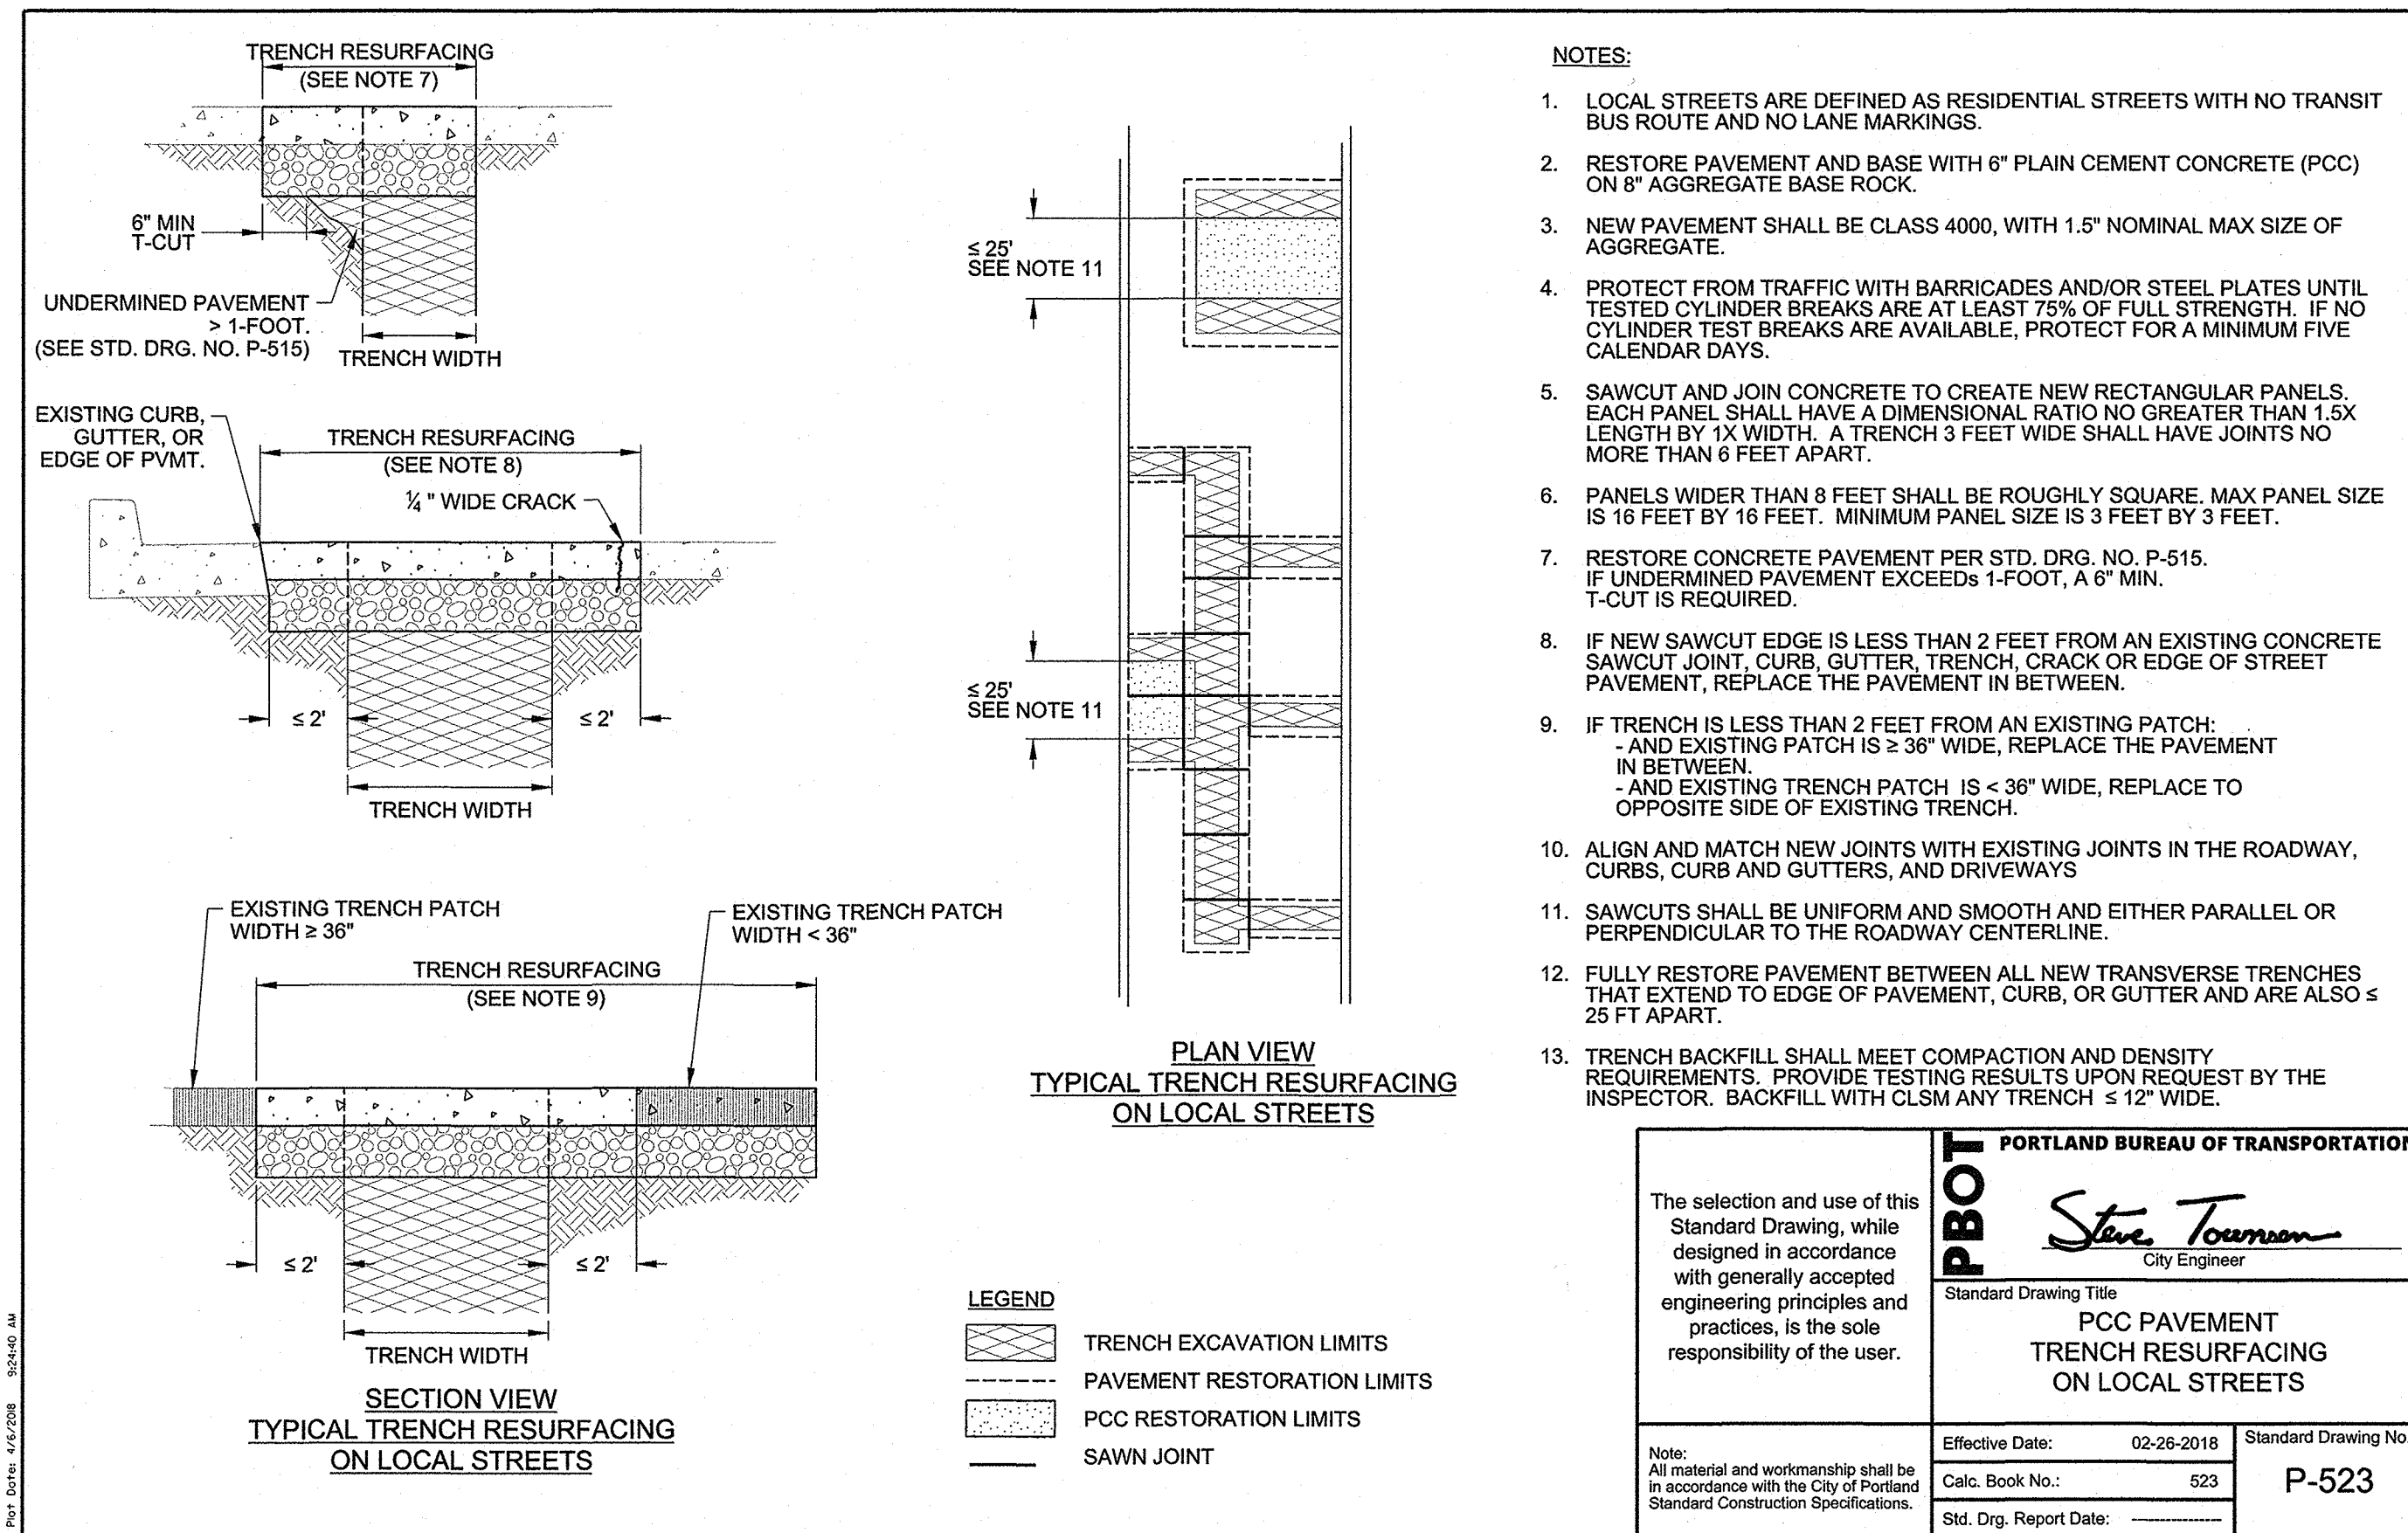 TRENCH RESURFACING
(SEE NOTE 7)
6" MIN
T-CUT
UNDERMINED PAVEMENT
> 1-FOOT.
(SEE STD. DRG. NO. P-515)
TRENCH WIDTH
EXISTING CURB,
GUTTER, OR
EDGE OF PVMT.
TRENCH RESURFACING
(SEE NOTE 8)
¼ " WIDE CRACK
≤ 2'
≤ 2'
TRENCH WIDTH
EXISTING TRENCH PATCH
WIDTH ≥ 36"
EXISTING TRENCH PATCH
WIDTH < 36"
TRENCH RESURFACING
(SEE NOTE 9)
≤ 2'
≤ 2'
TRENCH WIDTH
SECTION VIEW
TYPICAL TRENCH RESURFACING
ON LOCAL STREETS
≤ 25'
SEE NOTE 11
≤ 25'
SEE NOTE 11
PLAN VIEW
TYPICAL TRENCH RESURFACING
ON LOCAL STREETS
LEGEND
TRENCH EXCAVATION LIMITS
PAVEMENT RESTORATION LIMITS
PCC RESTORATION LIMITS
SAWN JOINT
NOTES:
1. LOCAL STREETS ARE DEFINED AS RESIDENTIAL STREETS WITH NO TRANSIT
BUS ROUTE AND NO LANE MARKINGS.
2. RESTORE PAVEMENT AND BASE WITH 6" PLAIN CEMENT CONCRETE (PCC)
ON 8" AGGREGATE BASE ROCK.
3. NEW PAVEMENT SHALL BE CLASS 4000, WITH 1.5" NOMINAL MAX SIZE OF
AGGREGATE.
4. PROTECT FROM TRAFFIC WITH BARRICADES AND/OR STEEL PLATES UNTIL
TESTED CYLINDER BREAKS ARE AT LEAST 75% OF FULL STRENGTH. IF NO
CYLINDER TEST BREAKS ARE AVAILABLE, PROTECT FOR A MINIMUM FIVE
CALENDAR DAYS.
5. SAWCUT AND JOIN CONCRETE TO CREATE NEW RECTANGULAR PANELS.
EACH PANEL SHALL HAVE A DIMENSIONAL RATIO NO GREATER THAN 1.5X
LENGTH BY 1X WIDTH. A TRENCH 3 FEET WIDE SHALL HAVE JOINTS NO
MORE THAN 6 FEET APART.
6. PANELS WIDER THAN 8 FEET SHALL BE ROUGHLY SQUARE. MAX PANEL SIZE
IS 16 FEET BY 16 FEET. MINIMUM PANEL SIZE IS 3 FEET BY 3 FEET.
7. RESTORE CONCRETE PAVEMENT PER STD. DRG. NO. P-515.
IF UNDERMINED PAVEMENT EXCEEDs 1-FOOT, A 6" MIN.
T-CUT IS REQUIRED.
8. IF NEW SAWCUT EDGE IS LESS THAN 2 FEET FROM AN EXISTING CONCRETE
SAWCUT JOINT, CURB, GUTTER, TRENCH, CRACK OR EDGE OF STREET
PAVEMENT, REPLACE THE PAVEMENT IN BETWEEN.
9. IF TRENCH IS LESS THAN 2 FEET FROM AN EXISTING PATCH:
- AND EXISTING PATCH IS ≥ 36" WIDE, REPLACE THE PAVEMENT
IN BETWEEN.
- AND EXISTING TRENCH PATCH IS < 36" WIDE, REPLACE TO
OPPOSITE SIDE OF EXISTING TRENCH.
10. ALIGN AND MATCH NEW JOINTS WITH EXISTING JOINTS IN THE ROADWAY,
CURBS, CURB AND GUTTERS, AND DRIVEWAYS
11. SAWCUTS SHALL BE UNIFORM AND SMOOTH AND EITHER PARALLEL OR
PERPENDICULAR TO THE ROADWAY CENTERLINE.
12. FULLY RESTORE PAVEMENT BETWEEN ALL NEW TRANSVERSE TRENCHES
THAT EXTEND TO EDGE OF PAVEMENT, CURB, OR GUTTER AND ARE ALSO ≤
25 FT APART.
13. TRENCH BACKFILL SHALL MEET COMPACTION AND DENSITY
REQUIREMENTS. PROVIDE TESTING RESULTS UPON REQUEST BY THE
INSPECTOR. BACKFILL WITH CLSM ANY TRENCH ≤ 12" WIDE.
The selection and use of this
Standard Drawing, while
designed in accordance
with generally accepted
engineering principles and
practices, is the sole
responsibility of the user.
Note:
All material and workmanship shall be
in accordance with the City of Portland
Standard Construction Specifications.
PBOT
PORTLAND BUREAU OF TRANSPORTATION
Steve Townsen
City Engineer
Standard Drawing Title
PCC PAVEMENT
TRENCH RESURFACING
ON LOCAL STREETS
Effective Date: 02-26-2018
Calc. Book No.: 523
Std. Drg. Report Date: ---------------
Standard Drawing No.
P-523
Plot Date: 4/6/2018 9:24:40 AM